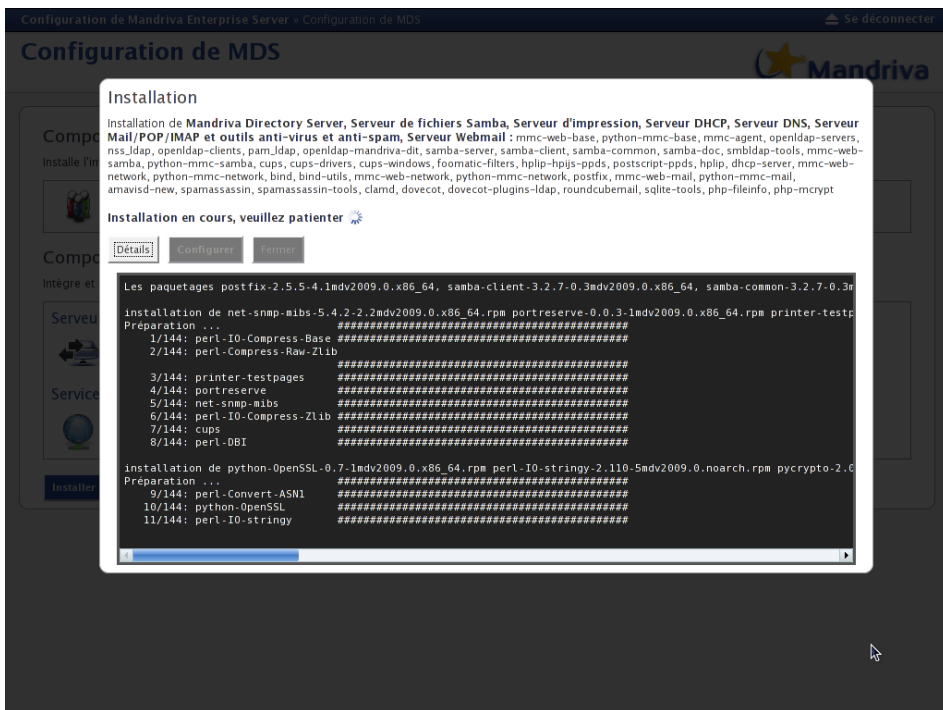 Configuration de Mandriva Enterprise Server » Configuration de MDS
Se déconnecter
Configuration de MDS
Mandriva
Installation
Installation de Mandriva Directory Server, Serveur de fichiers Samba, Serveur d'impression, Serveur DHCP, Serveur DNS, Serveur
Mail/POP/IMAP et outils anti-virus et anti-spam, Serveur Webmail : mmc-web-base, python-mmc-base, mmc-agent, openldap-servers,
nss_ldap, openldap-clients, pam_ldap, openldap-mandriva-dit, samba-server, samba-client, samba-common, samba-doc, smbldap-tools, mmc-web-
samba, python-mmc-samba, cups, cups-drivers, cups-windows, foomatic-filters, hplip-hpijs-ppds, postscript-ppds, hplip, dhcp-server, mmc-web-
network, python-mmc-network, bind, bind-utils, mmc-web-network, python-mmc-network, postfix, mmc-web-mail, python-mmc-mail,
amavisd-new, spamassassin, spamassassin-tools, clamd, dovecot, dovecot-plugins-ldap, roundcubemail, sqlite-tools, php-fileinfo, php-mcrypt
Compo
Installe l'in
Installation en cours, veuillez patienter
Détails Configurer Fermer
Compo
Intègre et
Serveu
Service
Installer
Les paquetages postfix-2.5.5-4.1mdv2009.0.x86_64, samba-client-3.2.7-0.3mdv2009.0.x86_64, samba-common-3.2.7-0.3m
installation de net-snmp-mibs-5.4.2-2.2mdv2009.0.x86_64.rpm portreserve-0.0.3-1mdv2009.0.x86_64.rpm printer-testp
Préparation ... #############################################
1/144: perl-IO-Compress-Base #############################################
2/144: perl-Compress-Raw-Zlib
#############################################
3/144: printer-testpages #############################################
4/144: portreserve #############################################
5/144: net-snmp-mibs #############################################
6/144: perl-IO-Compress-Zlib #############################################
7/144: cups #############################################
8/144: perl-DBI #############################################
installation de python-OpenSSL-0.7-1mdv2009.0.x86_64.rpm perl-IO-stringy-2.110-5mdv2009.0.noarch.rpm pycrypto-2.0
Préparation ... #############################################
9/144: perl-Convert-ASN1 #############################################
10/144: python-OpenSSL #############################################
11/144: perl-IO-stringy #############################################